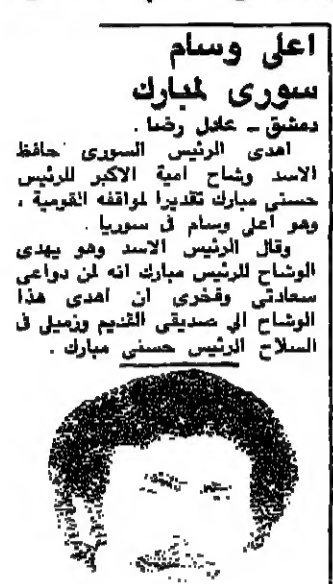 اعلى وسام
سورى لمبارك
دمشق ــ عادل رضا .
اهدى الرئيس السورى حافظ
الاسد وشاح امية الاكبر للرئيس
حسنى مبارك تقديرا لمواقفه القومية ،
وهو أعلى وسام فى سوريا .
وقال الرئيس الاسد وهو يهدى
الوشاح للرئيس مبارك انه لمن دواعى
سعادتى وفخرى ان اهدى هذا
الوشاح الى صديقى القديم وزميلى فى
السلاح الرئيس حسنى مبارك .